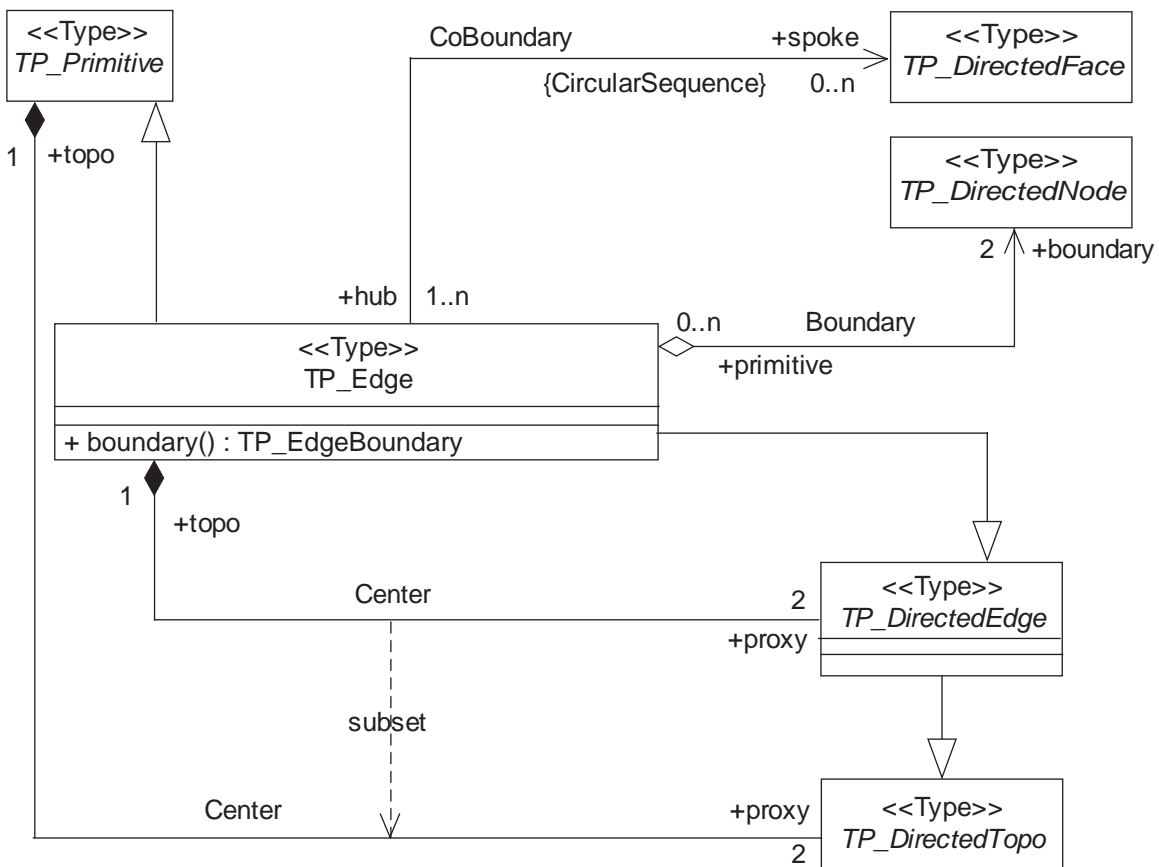 <<Type>>
TP_Primitive
CoBoundary
+spoke
<<Type>>
TP_DirectedFace
{CircularSequence}
0..n
1
+topo
<<Type>>
TP_DirectedNode
2
+boundary
+hub
1..n
<<Type>>
TP_Edge
0..n
Boundary
+primitive
+ boundary() : TP_EdgeBoundary
1
+topo
Center
2
+proxy
<<Type>>
TP_DirectedEdge
subset
Center
+proxy
2
<<Type>>
TP_DirectedTopo